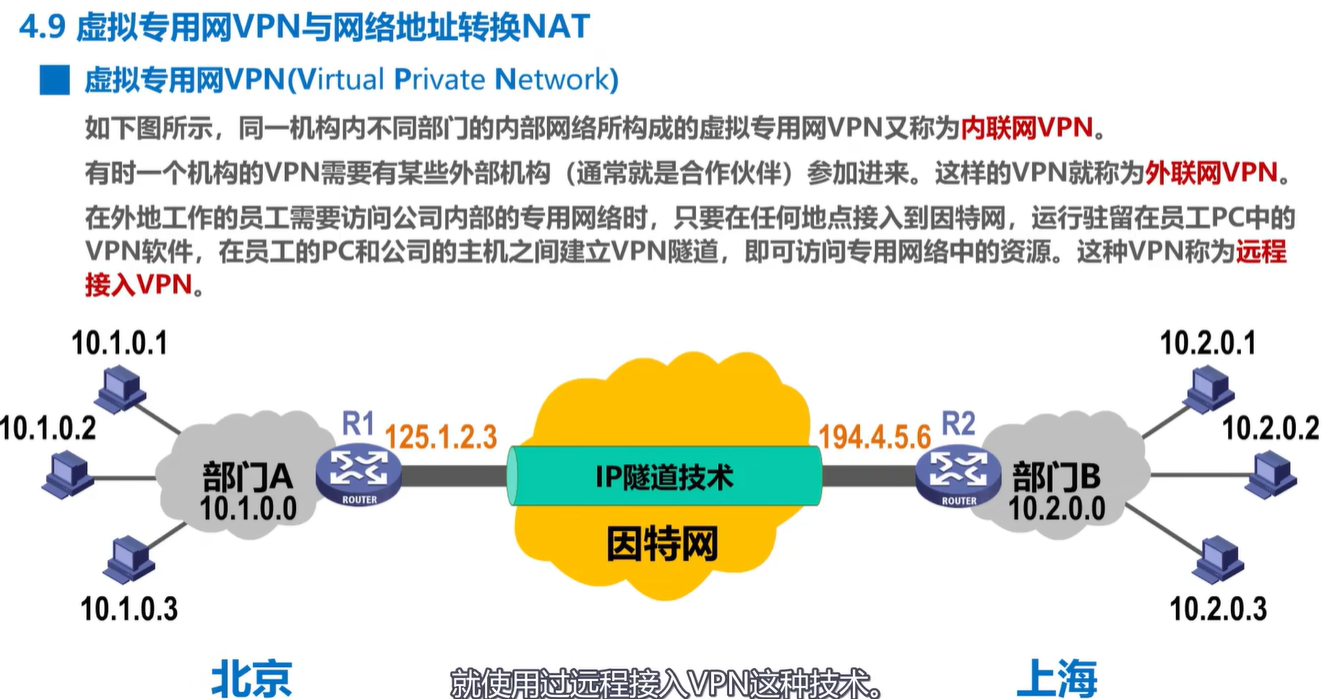 4.9 虚拟专用网VPN与网络地址转换NAT
虚拟专用网VPN(Virtual Private Network)
如下图所示，同一机构内不同部门的内部网络所构成的虚拟专用网VPN又称为内联网VPN。
有时一个机构的VPN需要有某些外部机构（通常就是合作伙伴）参加进来。这样的VPN就称为外联网VPN。
在外地工作的员工需要访问公司内部的专用网络时，只要在任何地点接入到因特网，运行驻留在员工PC中的
VPN软件，在员工的PC和公司的主机之间建立VPN隧道，即可访问专用网络中的资源。这种VPN称为远程
接入VPN。
10.1.0.1
10.1.0.2
10.1.0.3
部门A
10.1.0.0
R1
ROUTER
125.1.2.3
IP隧道技术
因特网
194.4.5.6
R2
ROUTER
部门B
10.2.0.0
10.2.0.1
10.2.0.2
10.2.0.3
北京
上海
就使用过远程接入VPN这种技术。